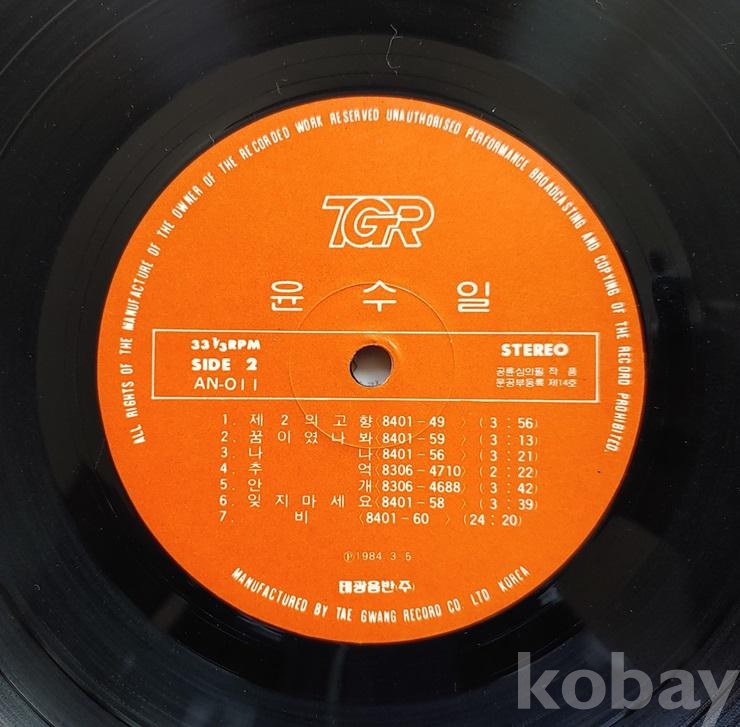 ALL RIGHTS OF THE MANUFACTURE OF THE OWNER OF THE RECORDED WORK RESERVED UNAUTHORISED PERFORMANCE BROADCASTING AND COPYING OF THE RECORD PROHIBITED.
TGR
윤 수 일
33 1/3 RPM
SIDE 2
AN-011
STEREO
공륜심의필 작 품
문공부등록 제14호
1. 제 2 의 고 향 〈8401-49 〉 (3 : 56)
2. 꿈 이 였 나 봐 〈8401-59 〉 (3 : 13)
3. 나 나 〈8401-56 〉 (3 : 21)
4. 추 억 〈8306-4710〉 (2 : 22)
5. 안 개 〈8306-4688〉 (3 : 42)
6. 잊 지 마 세 요 〈8401-58 〉 (3 : 39)
7. 비 〈8401-60 〉 (24 : 20)
℗1984. 3. 5
태광음반(주)
MANUFACTURED BY TAE GWANG RECORD CO. LTD KOREA
kobay